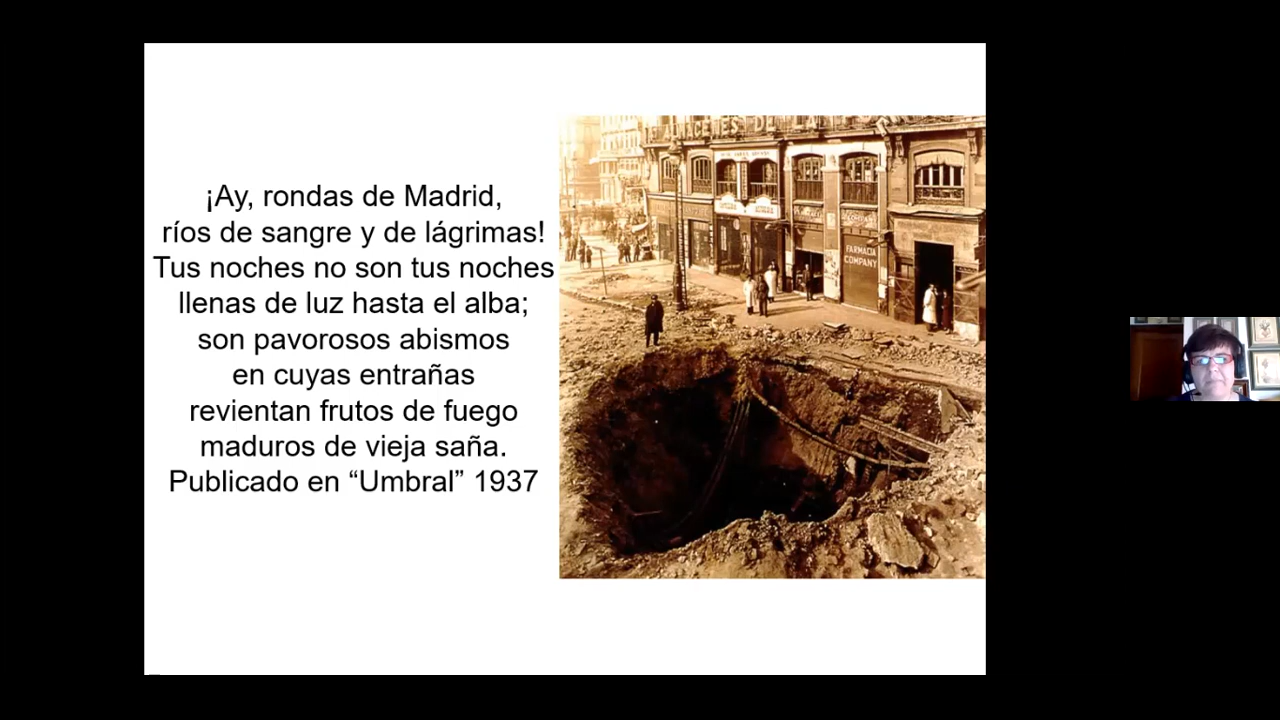 ¡Ay, rondas de Madrid,
ríos de sangre y de lágrimas!
Tus noches no son tus noches
llenas de luz hasta el alba;
son pavorosos abismos
en cuyas entrañas
revientan frutos de fuego
maduros de vieja saña.
Publicado en “Umbral” 1937
FARMACIA
COMPANY